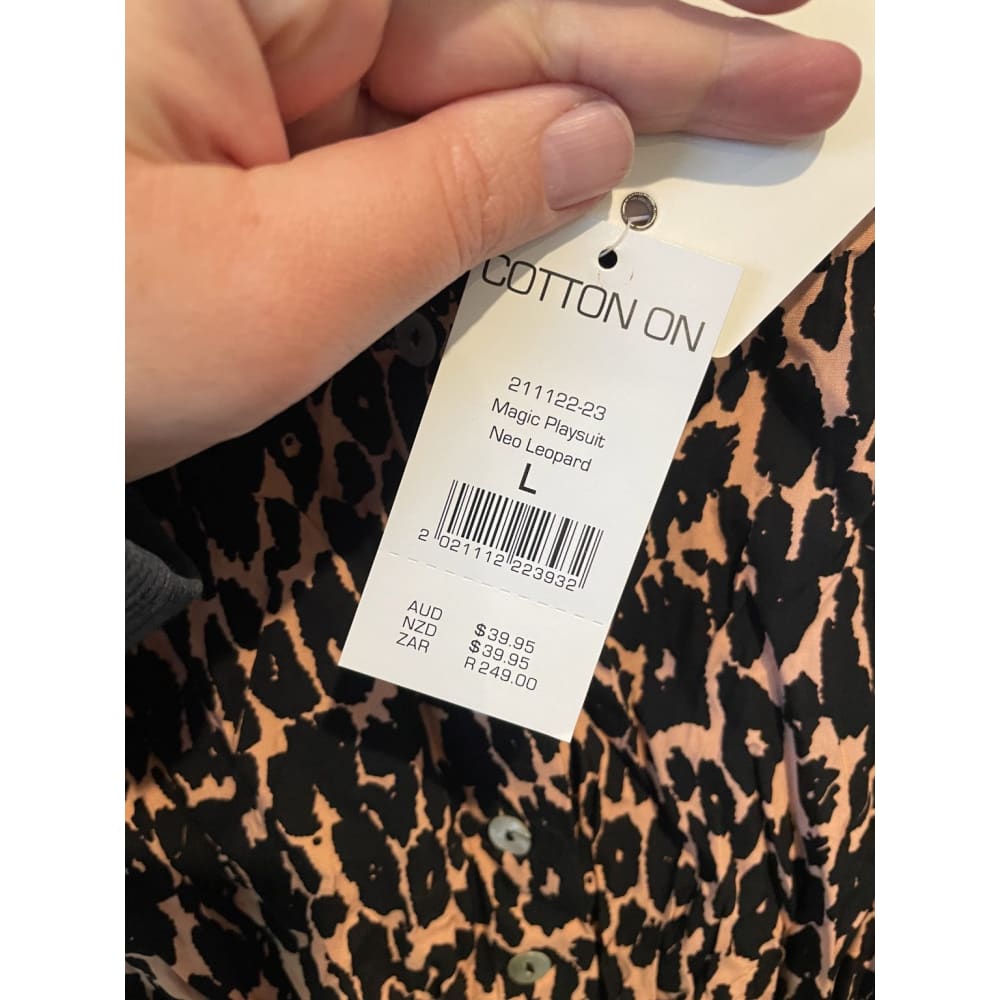 COTTON ON
211122-23
Magic Playsuit
Neo Leopard
L
2 021112 223932
AUD $39.95
NZD $39.95
ZAR R249.00